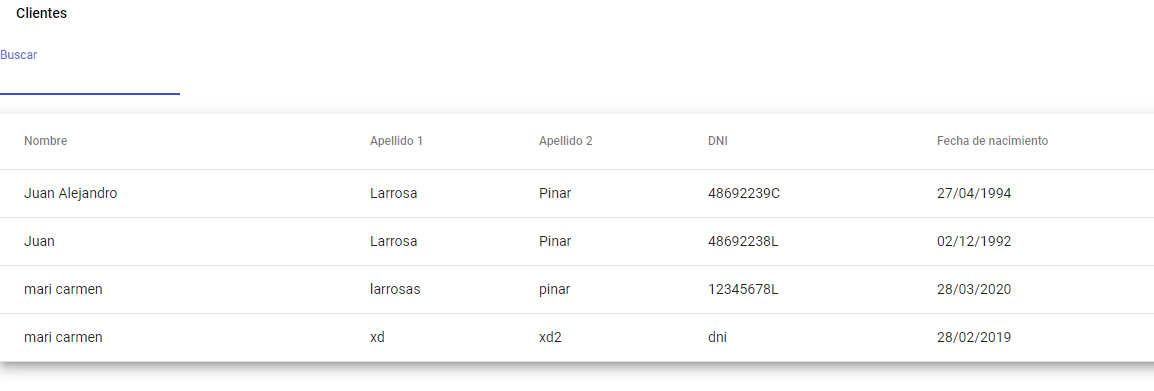 Clientes
Buscar
Nombre Apellido 1 Apellido 2 DNI Fecha de nacimiento
Juan Alejandro Larrosa Pinar 48692239C 27/04/1994
Juan Larrosa Pinar 48692238L 02/12/1992
mari carmen larrosas pinar 12345678L 28/03/2020
mari carmen xd xd2 dni 28/02/2019